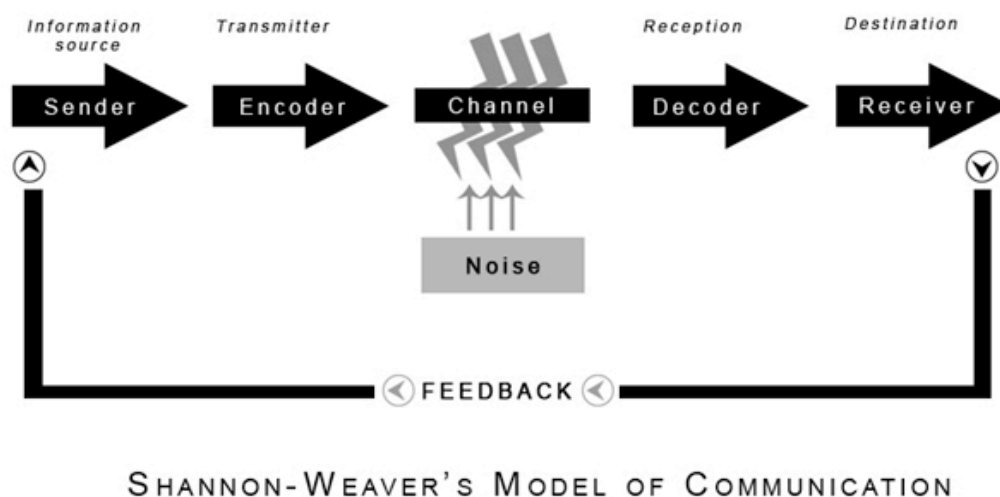 Information
source
Transmitter
Reception
Destination
Sender
Encoder
Channel
Decoder
Receiver
Noise
FEEDBACK
SHANNON-WEAVER'S MODEL OF COMMUNICATION